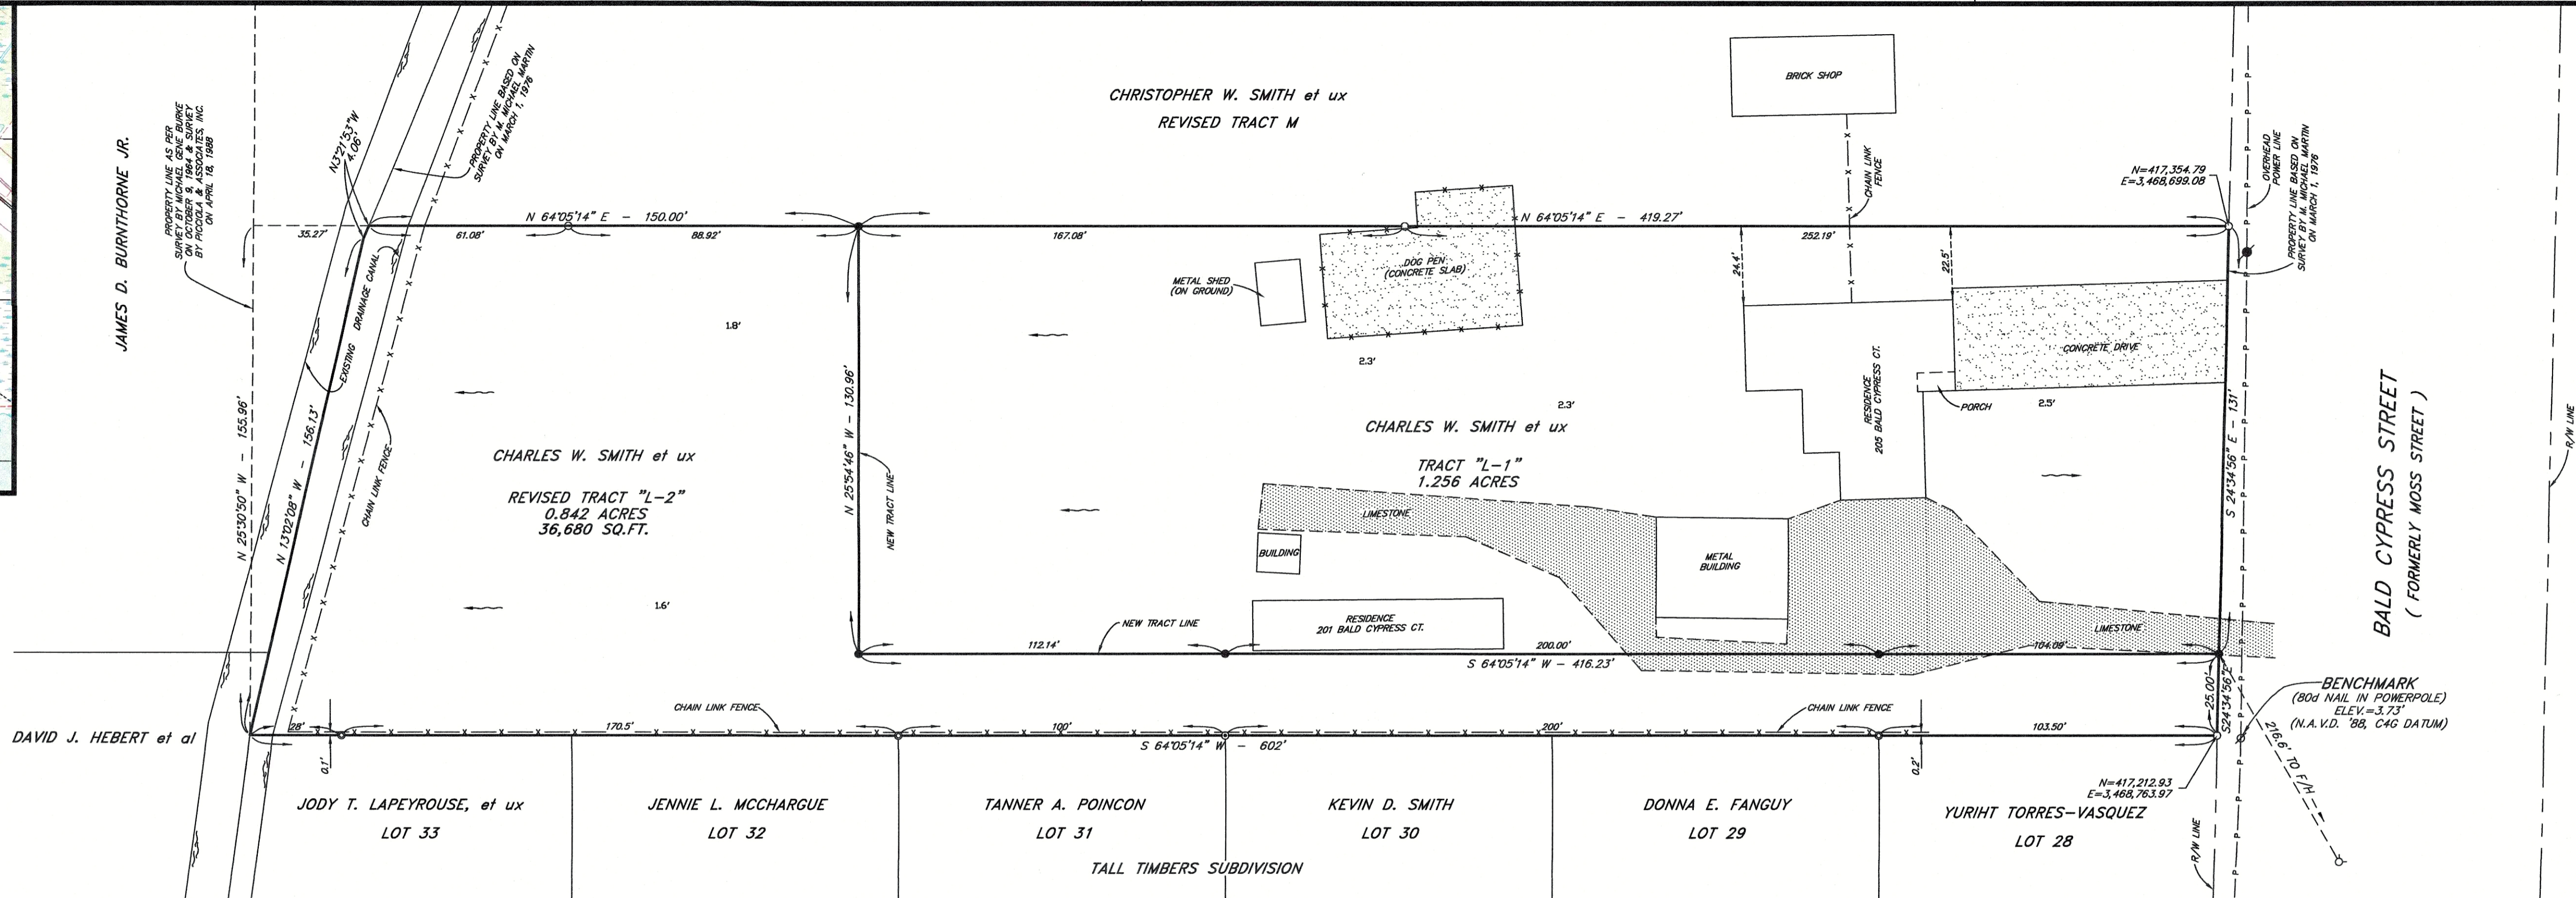 JAMES D. BURNTHORNE JR.
PROPERTY LINE AS PER
SURVEY BY MICHAEL GENE BURKE
ON OCTOBER 9, 1964 & SURVEY
BY PICCIOLA & ASSOCIATES, INC.
ON APRIL 18, 1988
N3°21'53"W
4.06'
PROPERTY LINE BASED ON
SURVEY BY M. MICHAEL MARTIN
ON MARCH 1, 1976
CHRISTOPHER W. SMITH et ux
REVISED TRACT M
BRICK SHOP
CHAIN LINK
FENCE
N=417,354.79
E=3,468,699.08
OVERHEAD
POWER LINE
PROPERTY LINE BASED ON
SURVEY BY M. MICHAEL MARTIN
ON MARCH 1, 1976
N 64°05'14" E - 150.00'
N 64°05'14" E - 419.27'
35.27'
61.08'
88.92'
167.08'
252.19'
24.4'
22.5'
EXISTING DRAINAGE CANAL
DOG PEN
(CONCRETE SLAB)
METAL SHED
(ON GROUND)
1.8'
2.3'
2.3'
2.5'
CONCRETE DRIVE
RESIDENCE
205 BALD CYPRESS CT.
PORCH
N 25°30'50" W - 155.96'
N 13°02'08" W - 156.13'
CHAIN LINK FENCE
N 25°54'46" W - 130.96'
NEW TRACT LINE
CHARLES W. SMITH et ux
REVISED TRACT "L-2"
0.842 ACRES
36,680 SQ.FT.
CHARLES W. SMITH et ux
TRACT "L-1"
1.256 ACRES
S 24°34'56" E - 131'
BALD CYPRESS STREET
( FORMERLY MOSS STREET )
R/W LINE
LIMESTONE
BUILDING
METAL
BUILDING
1.6'
RESIDENCE
201 BALD CYPRESS CT.
NEW TRACT LINE
LIMESTONE
112.14'
200.00'
104.09'
S 64°05'14" W - 416.23'
25.00'
S24°34'56"E
BENCHMARK
(80d NAIL IN POWERPOLE)
ELEV.=3.73'
(N.A.V.D. '88, C4G DATUM)
216.6' TO F/H
DAVID J. HEBERT et al
28'
170.5'
CHAIN LINK FENCE
100'
200'
CHAIN LINK FENCE
103.50'
S 64°05'14" W - 602'
0.1'
0.2'
N=417,212.93
E=3,468,763.97
JODY T. LAPEYROUSE, et ux
LOT 33
JENNIE L. MCCHARGUE
LOT 32
TANNER A. POINCON
LOT 31
KEVIN D. SMITH
LOT 30
DONNA E. FANGUY
LOT 29
YURIHT TORRES-VASQUEZ
LOT 28
TALL TIMBERS SUBDIVISION
R/W LINE